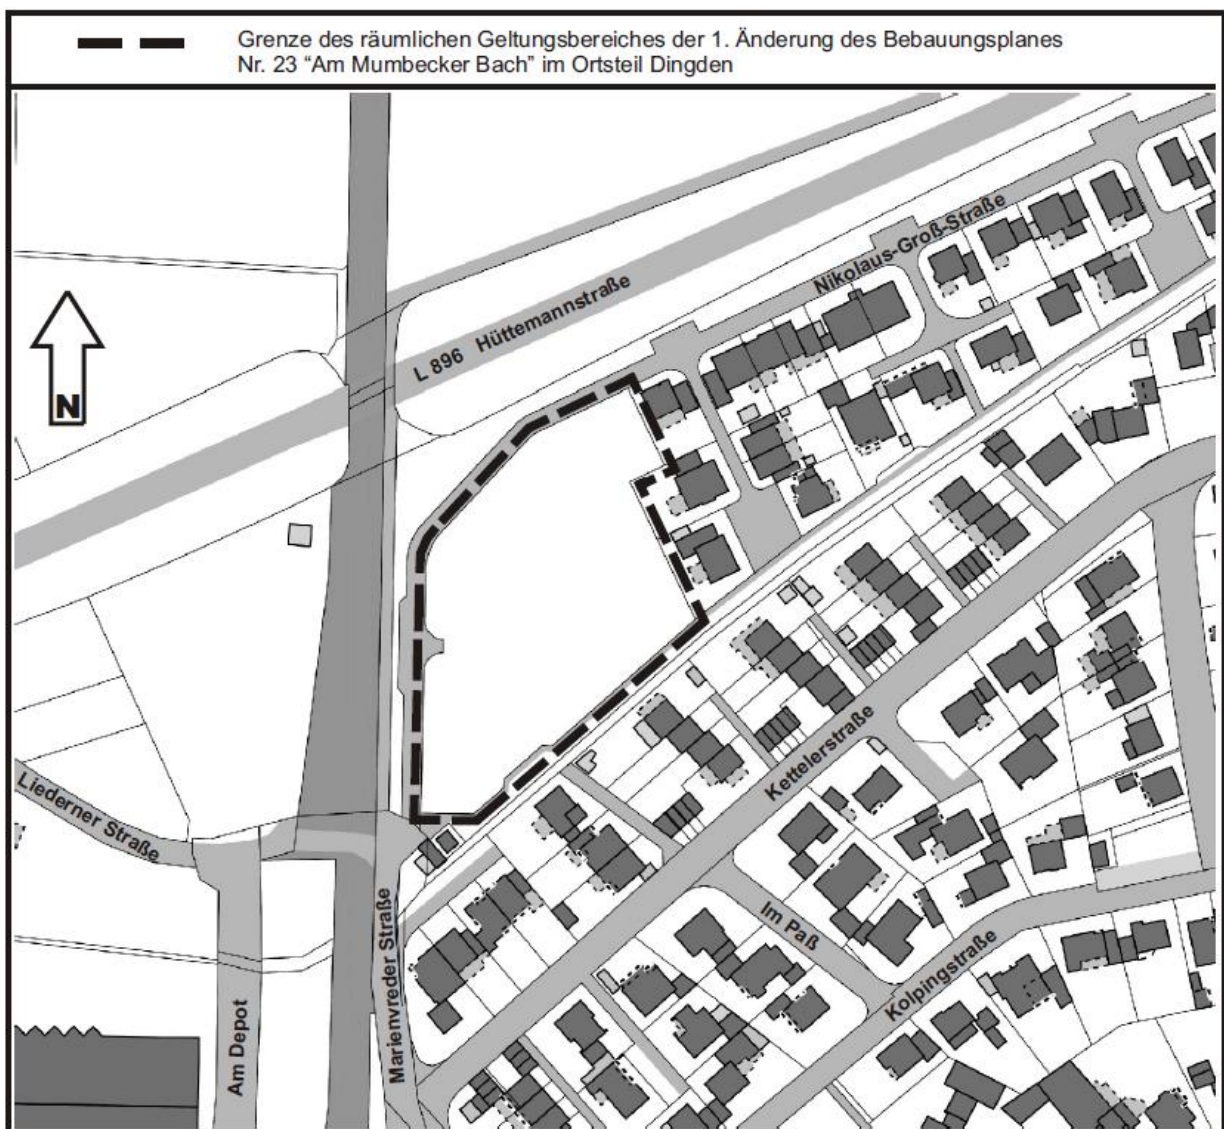 Grenze des räumlichen Geltungsbereiches der 1. Änderung des Bebauungsplanes
Nr. 23 "Am Mumbecker Bach" im Ortsteil Dingden
Nikolaus-Groß-Straße
L 896 Hüttemannstraße
N
Kettelerstraße
Liederner Straße
Im Paß
Kolpingstraße
Marienvreder Straße
Am Depot